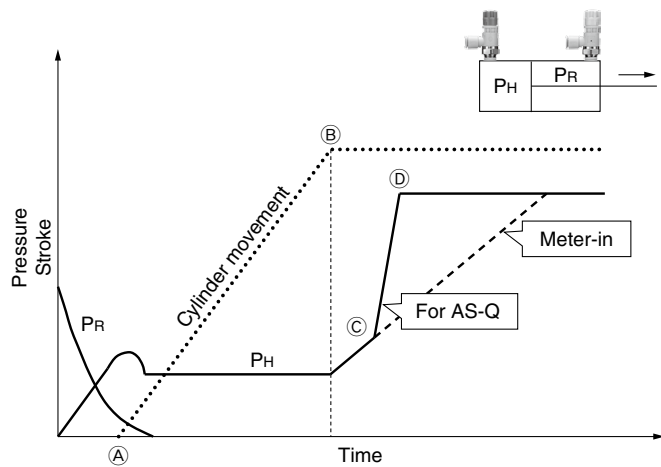 PH
PR
Ⓑ
Ⓓ
Pressure
Stroke
Cylinder movement
Meter-in
PR
Ⓒ
For AS-Q
PH
Ⓐ
Time